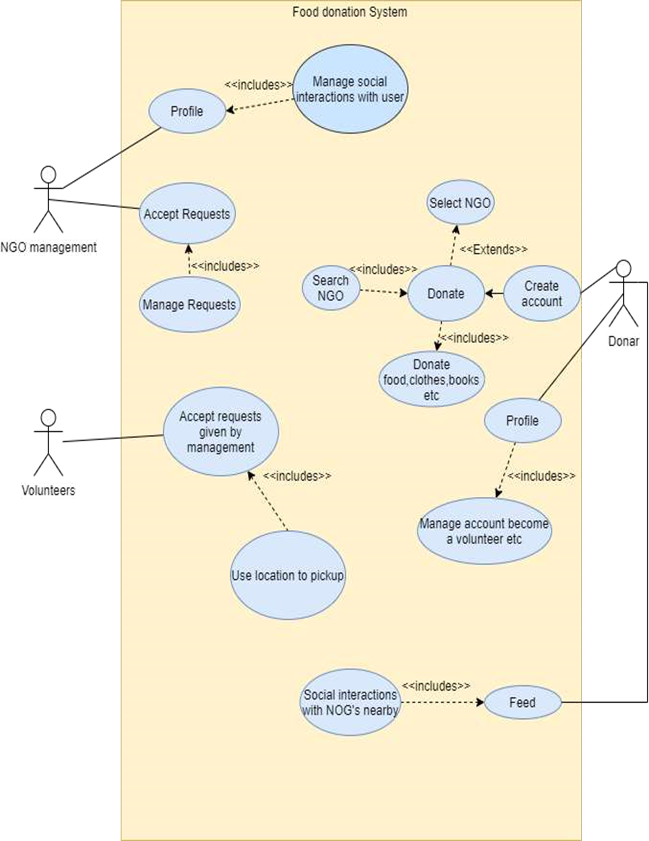 Food donation System
<<includes>>
Manage social
interactions with user
Profile
NGO management
Accept Requests
<<includes>>
Manage Requests
Select NGO
<<Extends>>
Search
NGO
<<includes>>
Donate
Create
account
Donar
<<includes>>
Donate
food,clothes,books
etc
Profile
<<includes>>
Manage account become
a volunteer etc
Accept requests
given by
management
Volunteers
<<includes>>
Use location to pickup
Social interactions
with NOG's nearby
<<includes>>
Feed